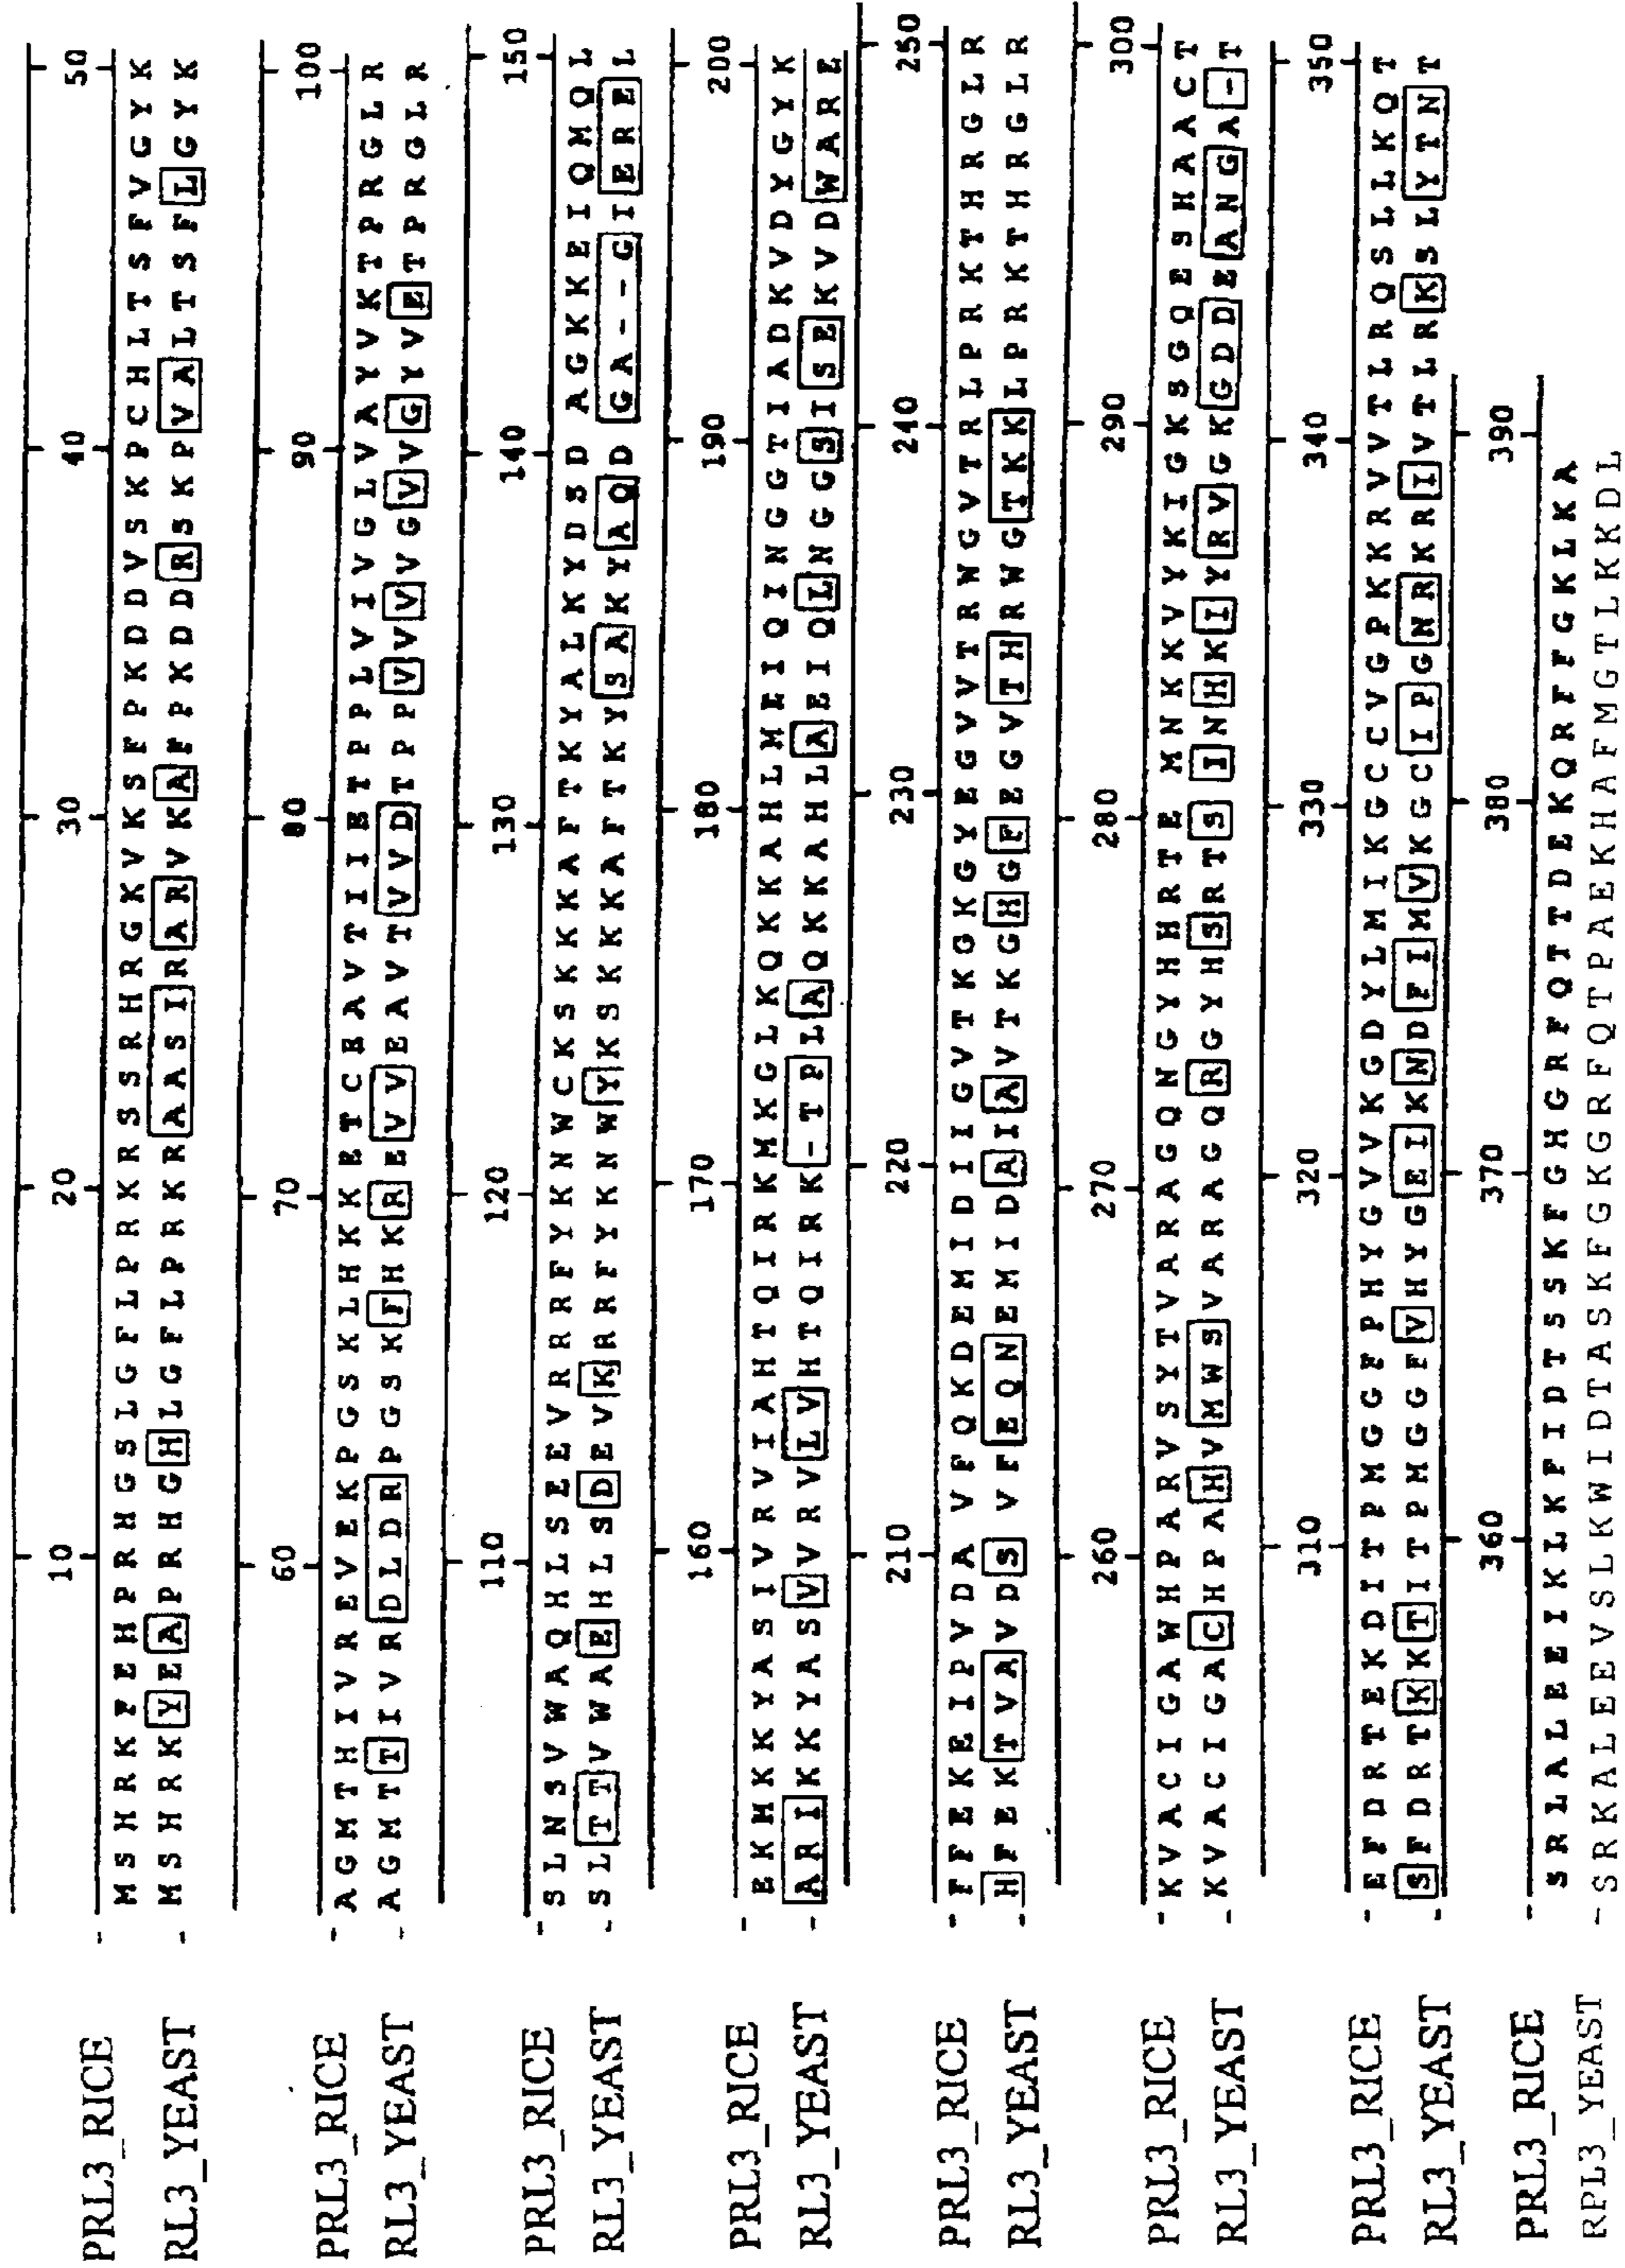 10 20 30 40 50
PRL3_RICE - M S H R K F E H P R H G S L G F L P R K R S S R H R G K V K S F P K D D V S K P C H L T S F V G Y K
RL3_YEAST - M S H R K Y E A P R H G H L G F L P R K R A A S I R A R V K A F P K D D R S K P V A L T S F L G Y K
60 70 80 90 100
PRL3_RICE - A G M T H I V R E V E K P G S K L H K K E T C E A V T I I E T P P L V I V G L V A Y V K T P R G L R
RL3_YEAST - A G M T T I V R D L D R P G S K F H K R E V V E A V T V V D T P P V V V V G V V G Y V E T P R G L R
110 120 130 140 150
PRL3_RICE - S L N S V W A Q H L S E E V R R R F Y K N W C K S K K K A F T K Y A L K Y D S D A G K K E I Q M Q L
RL3_YEAST - S L T T V W A E H L S D E V K R R F Y K N W Y K S K K K A F T K Y S A K Y A Q D G A - - G I E R E L
160 170 180 190 200
PRL3_RICE - E K M K K Y A S I V R V I A H T Q I R K M K G L K Q K K A H L M E I Q I N G G T I A D K V D Y G Y K
RL3_YEAST - A R I K K Y A S V V R V L V H T Q I R K - T P L A Q K K A H L A E I Q L N G G S I S E K V D W A R E
210 220 230 240 250
PRL3_RICE - F F E K E I P V D A V F Q K D E M I D I I G V T K G K G Y E G V V T R W G V T R L P R K T H R G L R
RL3_YEAST - H F E K T V A V D S V F E Q N E M I D A I A V T K G H G F E G V T H R W G T K K L P R K T H R G L R
260 270 280 290 300
PRL3_RICE - K V A C I G A W H P A R V S Y T V A R A G Q N G Y H H R T E M N K K V Y K I G K S G Q E S H A A C T
RL3_YEAST - K V A C I G A C H P A H V M W S V A R A G Q R G Y H S R T S I N H K I Y R V G K G D D E A N G A - T
310 320 330 340 350
PRL3_RICE - E F D R T E K D I T P M G G F P H Y G V V K G D Y L M I K G C C V G P K K R V V T L R Q S L L K Q T
RL3_YEAST - S F D R T K K T I T P M G G F V H Y G E I K N D F I M V K G C I P G N R K R I V T L R K S L Y T N T
360 370 380 390
PRL3_RICE - S R L A L E E I K L K F I D T S S K F G H G R F Q T T D E K Q R F F G K L K A
RPL3_YEAST - S R K A L E E V S L K W I D T A S K F G K G R F Q T P A E K H A F M G T L K K D L